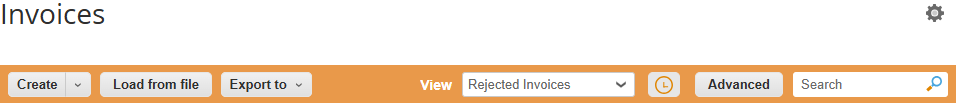 Invoices
Create Load from file Export to View Rejected Invoices Advanced Search